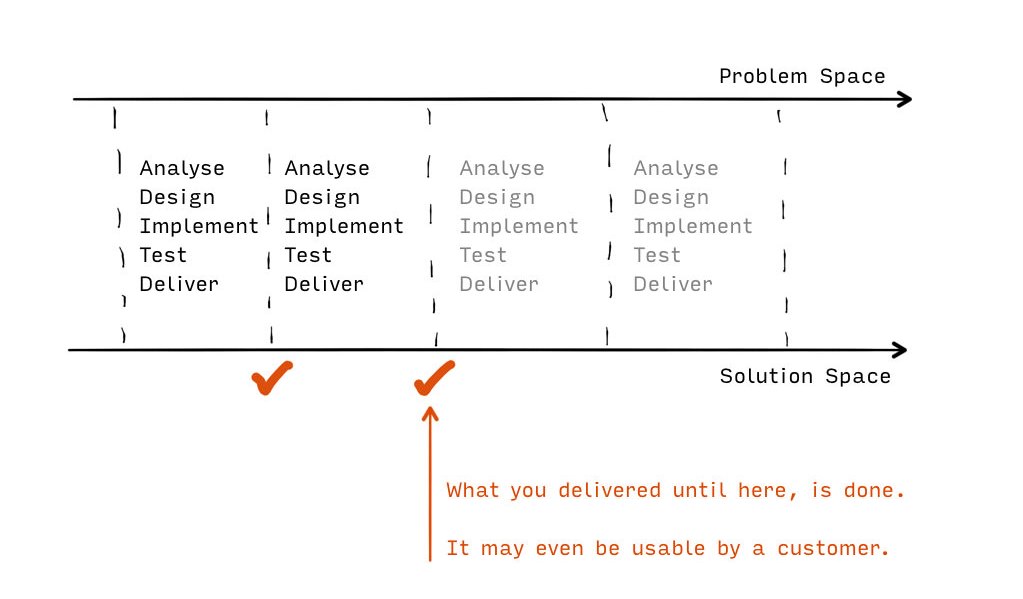 Problem Space
Analyse
Design
Implement
Test
Deliver
Analyse
Design
Implement
Test
Deliver
Analyse
Design
Implement
Test
Deliver
Analyse
Design
Implement
Test
Deliver
Solution Space
What you delivered until here, is done.
It may even be usable by a customer.